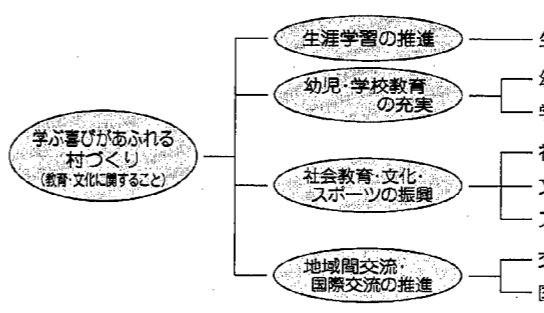 学ぶ喜びがあふれる
村づくり
(教育・文化に関すること)
生涯学習の推進
幼児・学校教育
の充実
社会教育・文化・
スポーツの振興
地域間交流・
国際交流の推進